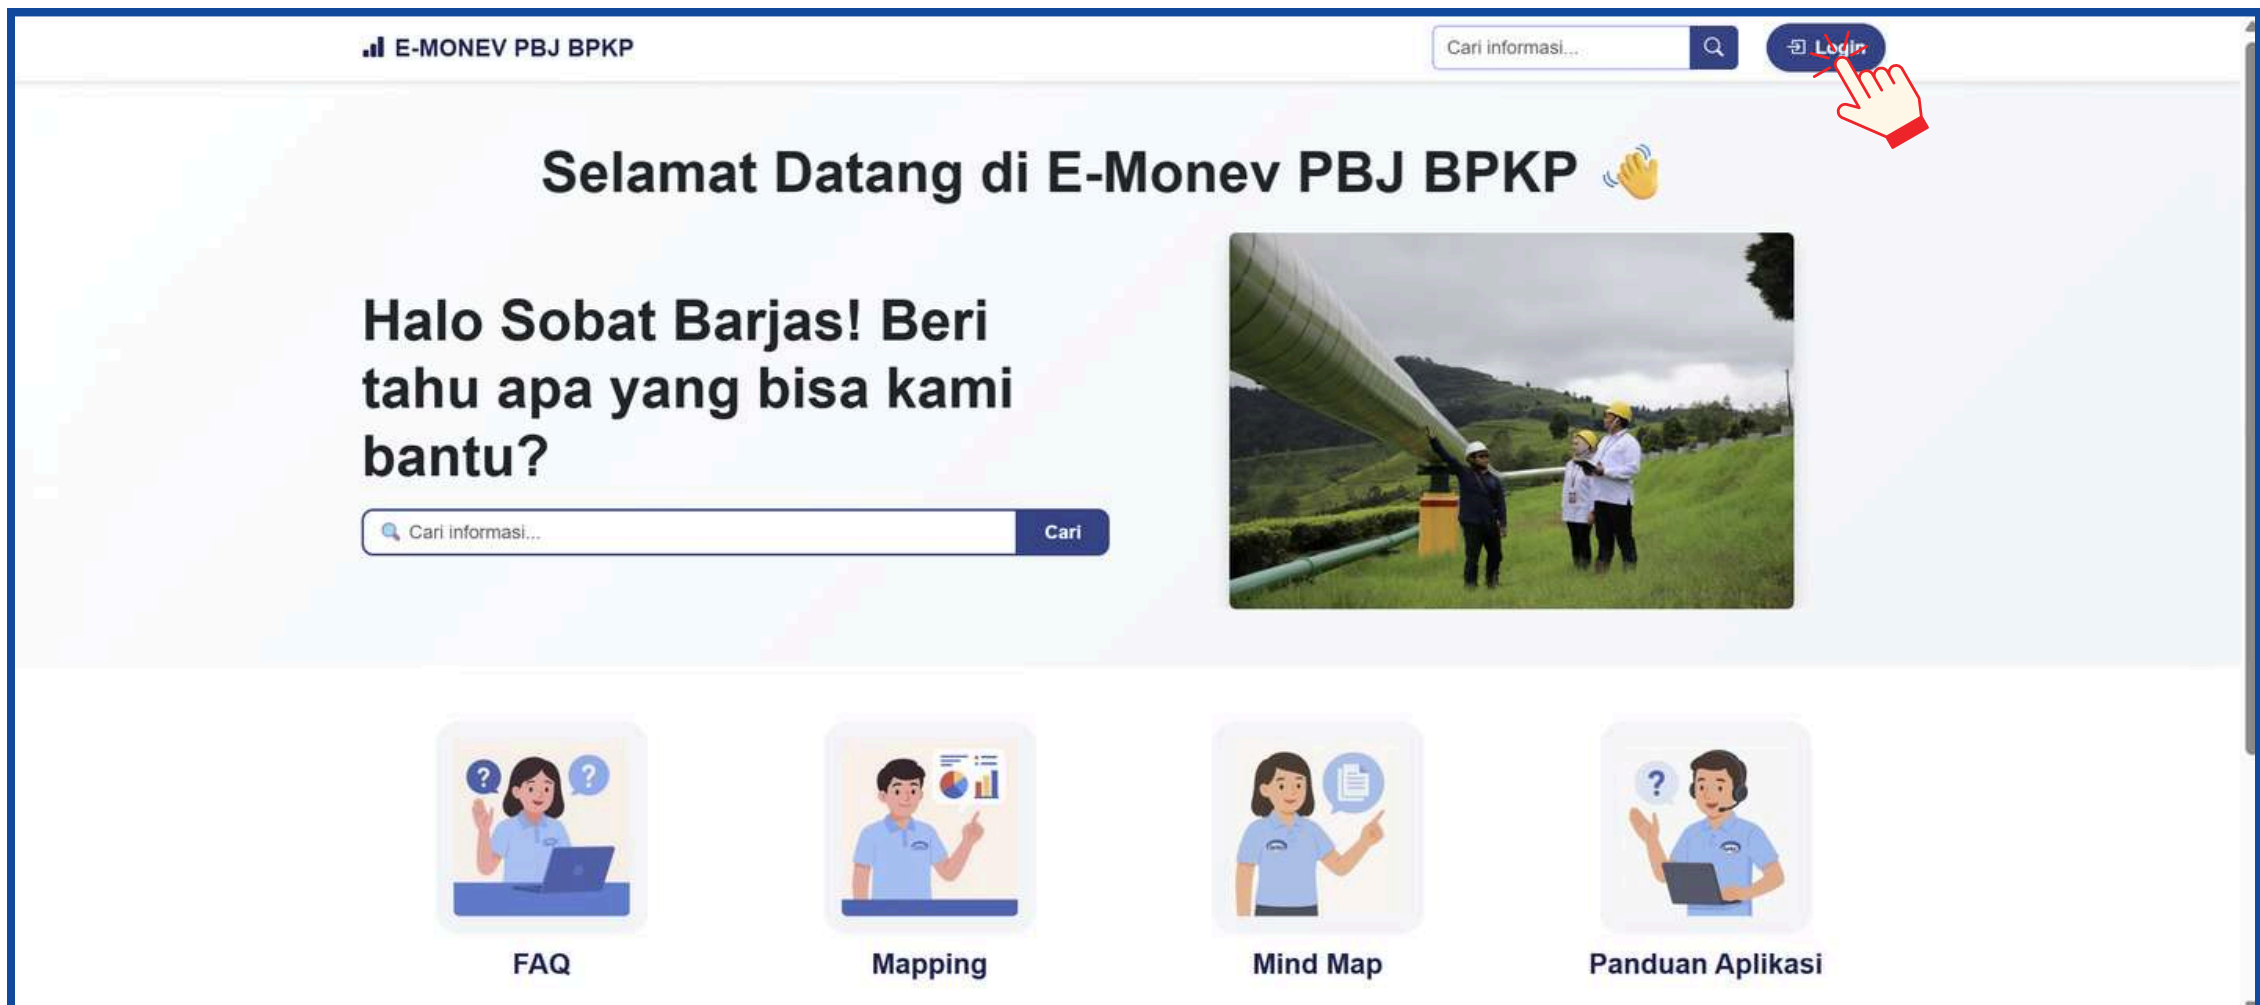 E-MONEV PBJ BPKP
Cari informasi...
Login
Selamat Datang di E-Monev PBJ BPKP 👋
Halo Sobat Barjas! Beri
tahu apa yang bisa kami
bantu?
Cari informasi...
Cari
? ?
?
FAQ
Mapping
Mind Map
Panduan Aplikasi